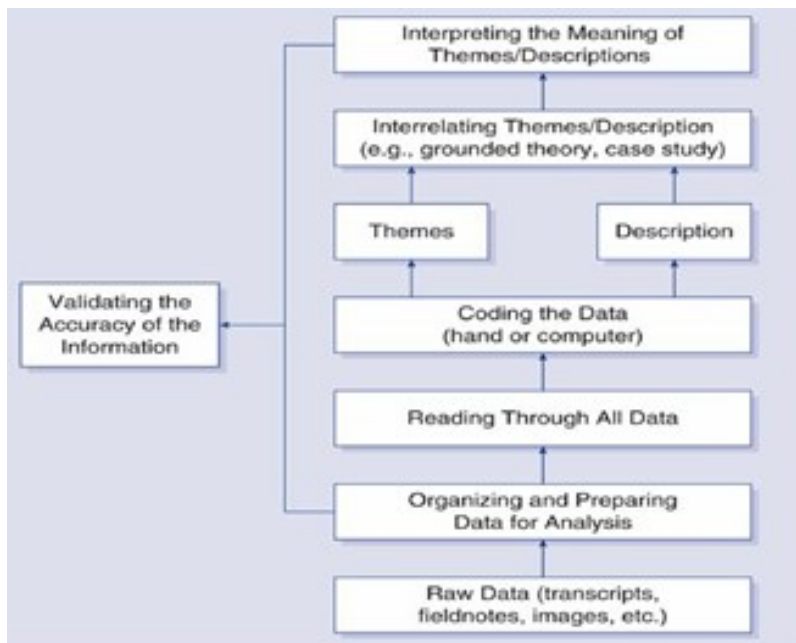 Interpreting the Meaning of
Themes/Descriptions
Interrelating Themes/Description
(e.g., grounded theory, case study)
Themes
Description
Validating the
Accuracy of the
Information
Coding the Data
(hand or computer)
Reading Through All Data
Organizing and Preparing
Data for Analysis
Raw Data (transcripts,
fieldnotes, images, etc.)